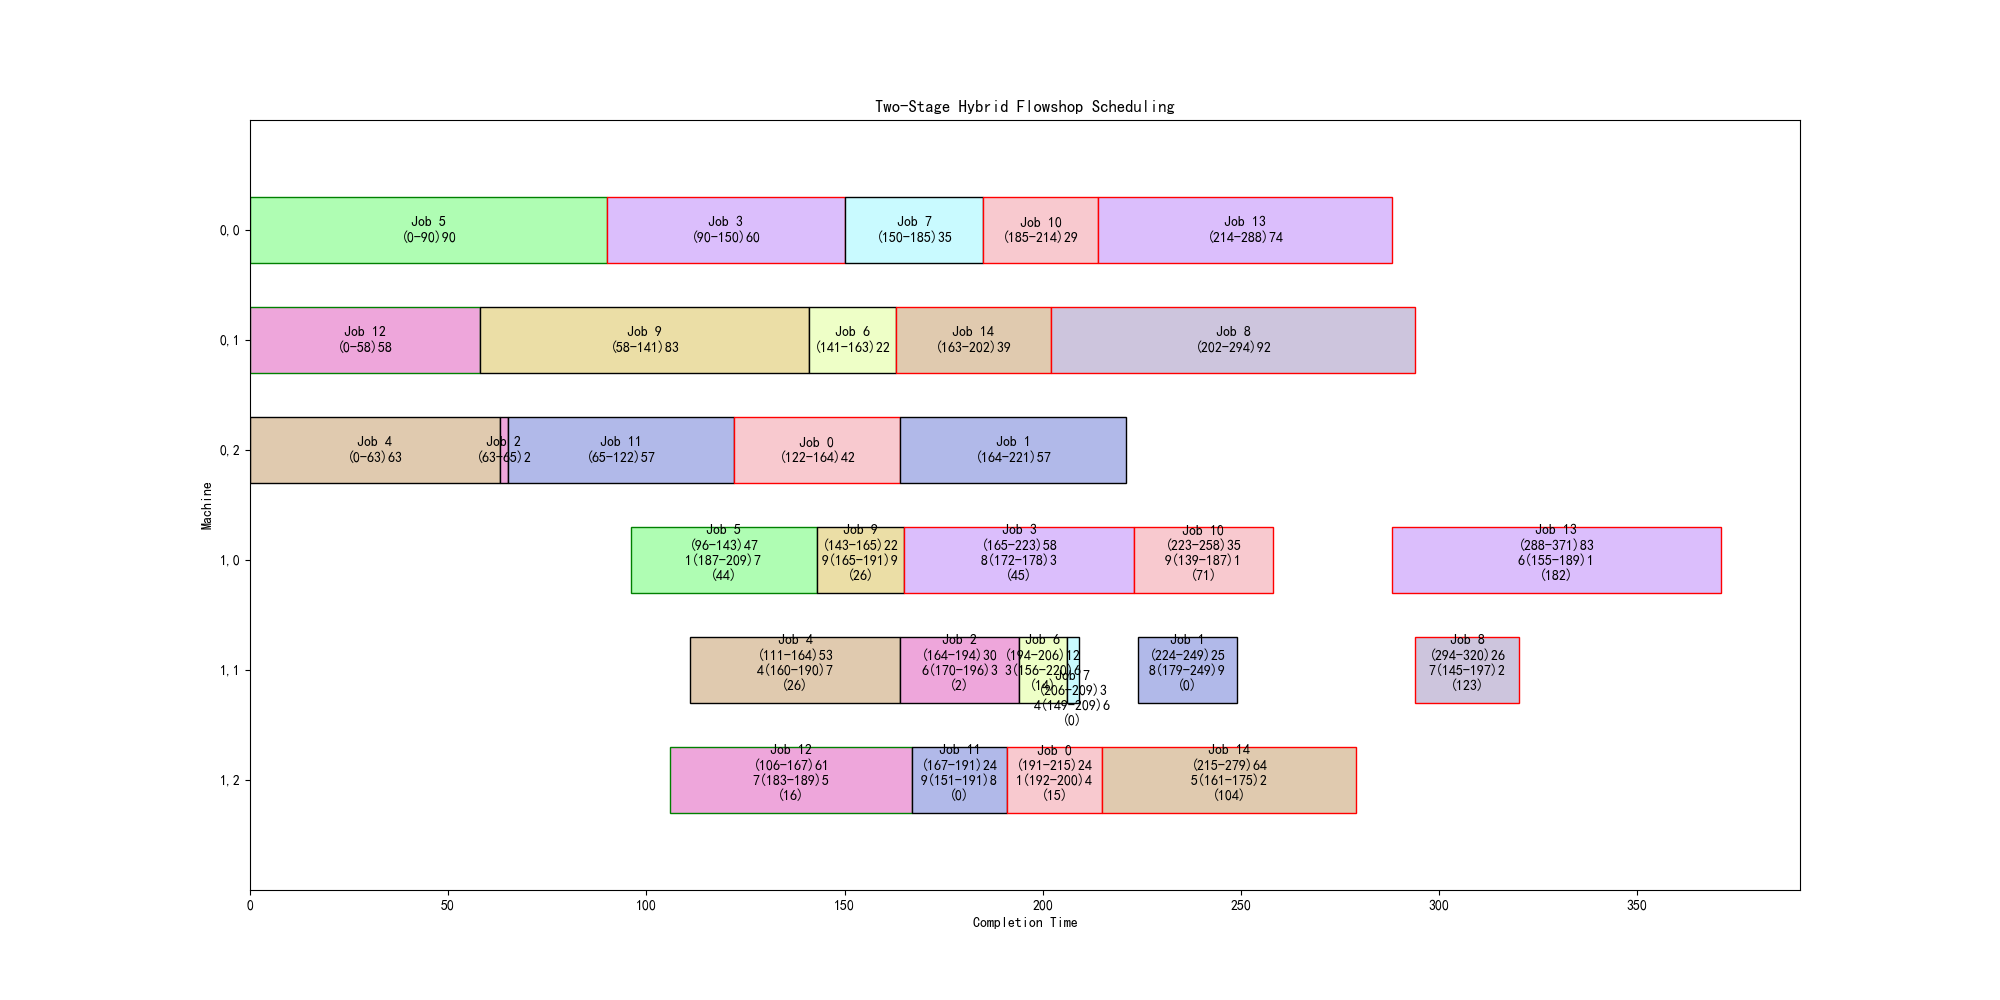 Two-Stage Hybrid Flowshop Scheduling
0,0
Job 5
(0-90)90
Job 3
(90-150)60
Job 7
(150-185)35
Job 10
(185-214)29
Job 13
(214-288)74
0,1
Job 12
(0-58)58
Job 9
(58-141)83
Job 6
(141-163)22
Job 14
(163-202)39
Job 8
(202-294)92
0,2
Job 4
(0-63)63
Job 2
(63-65)2
Job 11
(65-122)57
Job 0
(122-164)42
Job 1
(164-221)57
Machine
1,0
Job 5
(96-143)47
1(187-209)7
(44)
Job 9
(143-165)22
9(165-191)9
(26)
Job 3
(165-223)58
8(172-178)3
(45)
Job 10
(223-258)35
9(139-187)1
(71)
Job 13
(288-371)83
6(155-189)1
(182)
1,1
Job 4
(111-164)53
4(160-190)7
(26)
Job 2
(164-194)30
6(170-196)3
(2)
Job 6
(194-206)12
3(156-220)6
(14)
Job 7
(206-209)3
4(149-209)6
(0)
Job 1
(224-249)25
8(179-249)9
(0)
Job 8
(294-320)26
7(145-197)2
(123)
1,2
Job 12
(106-167)61
7(183-189)5
(16)
Job 11
(167-191)24
9(151-191)8
(0)
Job 0
(191-215)24
1(192-200)4
(15)
Job 14
(215-279)64
5(161-175)2
(104)
0
50
100
150
200
250
300
350
Completion Time